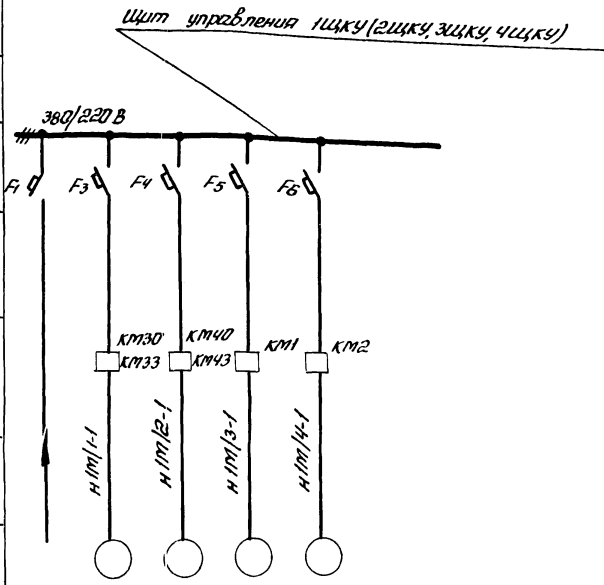 Щит управления 1ЩКУ (2ЩКУ, 3ЩКУ, 4ЩКУ)
380/220 В
F1
F3
F4
F5
F6
КМ30
КМ33
КМ40
КМ43
КМ1
КМ2
Н1М/1-1
Н1М/2-1
Н1М/3-1
Н1М/4-1